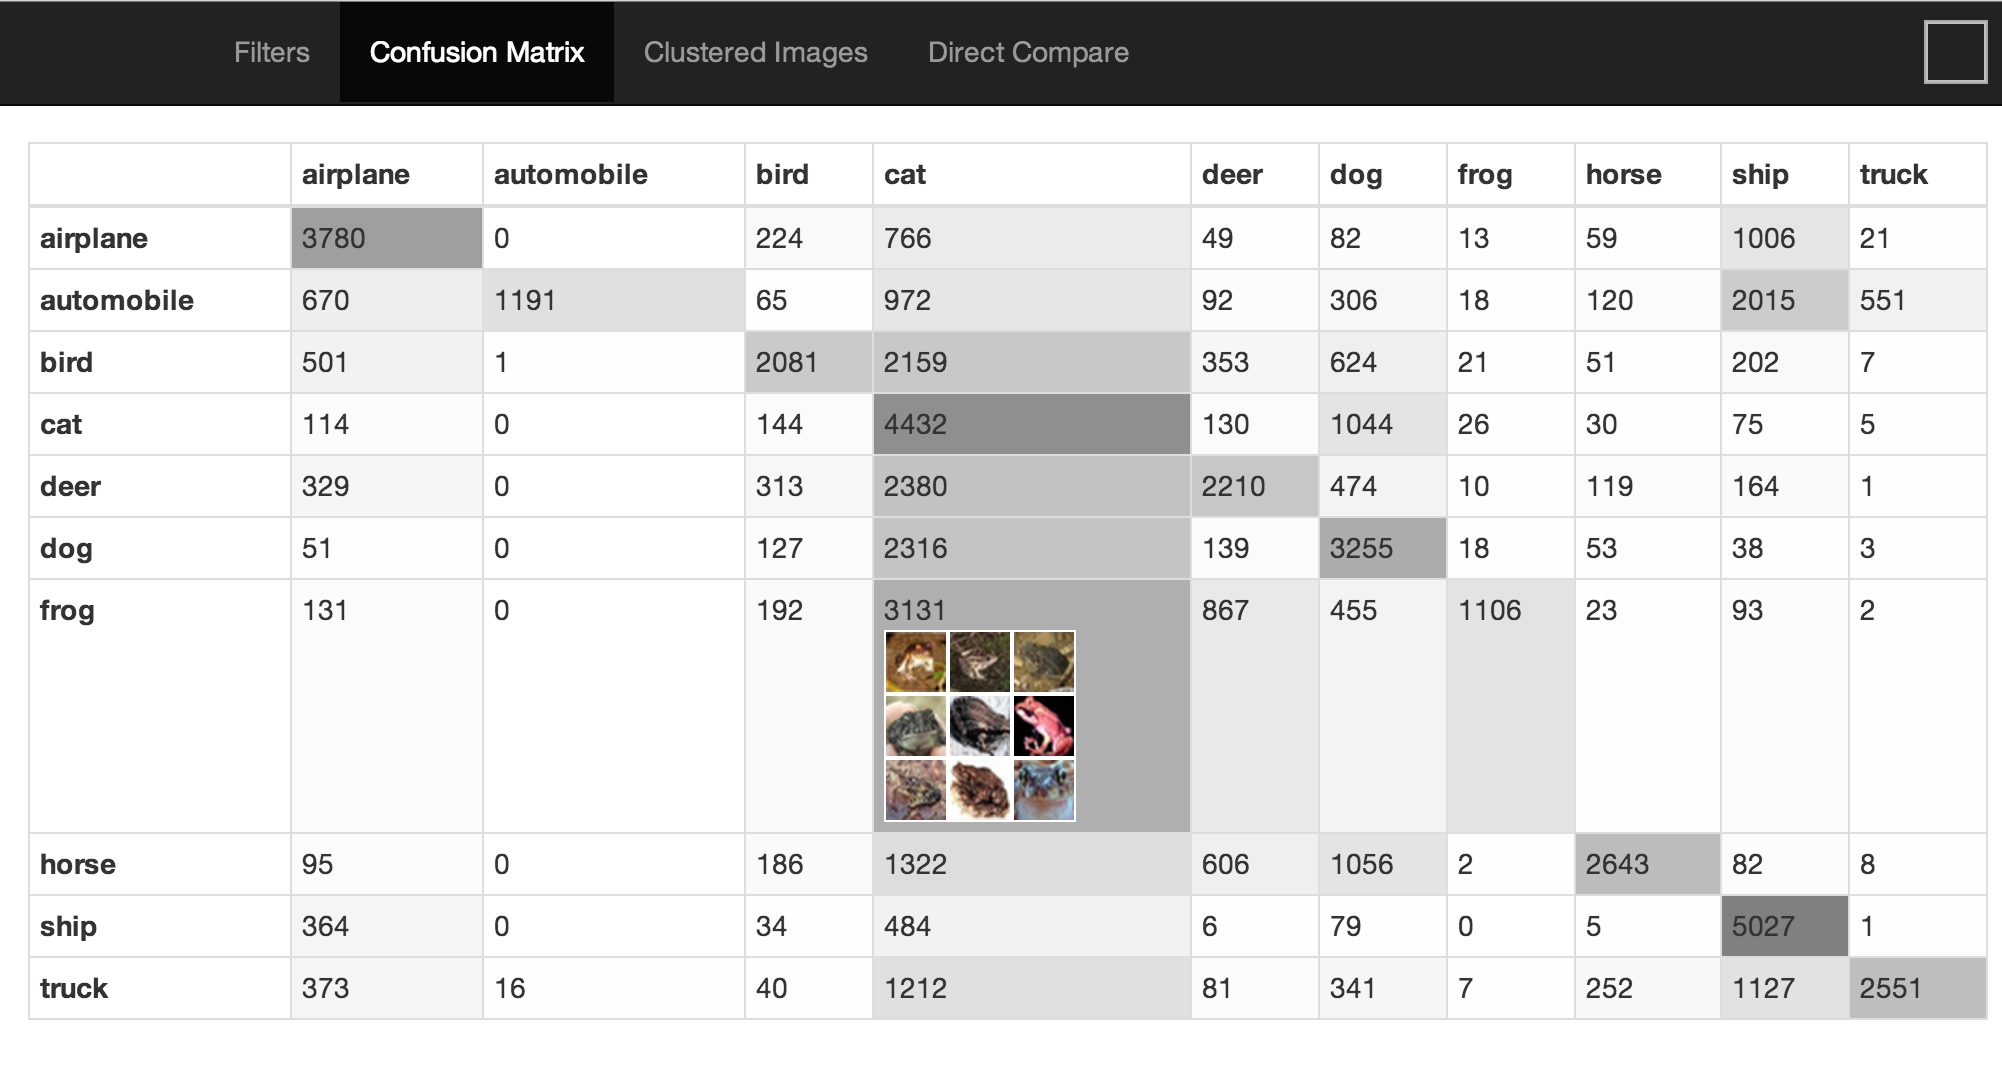 Filters Confusion Matrix Clustered Images Direct Compare
airplane automobile bird cat deer dog frog horse ship truck
airplane 3780 0 224 766 49 82 13 59 1006 21
automobile 670 1191 65 972 92 306 18 120 2015 551
bird 501 1 2081 2159 353 624 21 51 202 7
cat 114 0 144 4432 130 1044 26 30 75 5
deer 329 0 313 2380 2210 474 10 119 164 1
dog 51 0 127 2316 139 3255 18 53 38 3
frog 131 0 192 3131 867 455 1106 23 93 2
horse 95 0 186 1322 606 1056 2 2643 82 8
ship 364 0 34 484 6 79 0 5 5027 1
truck 373 16 40 1212 81 341 7 252 1127 2551